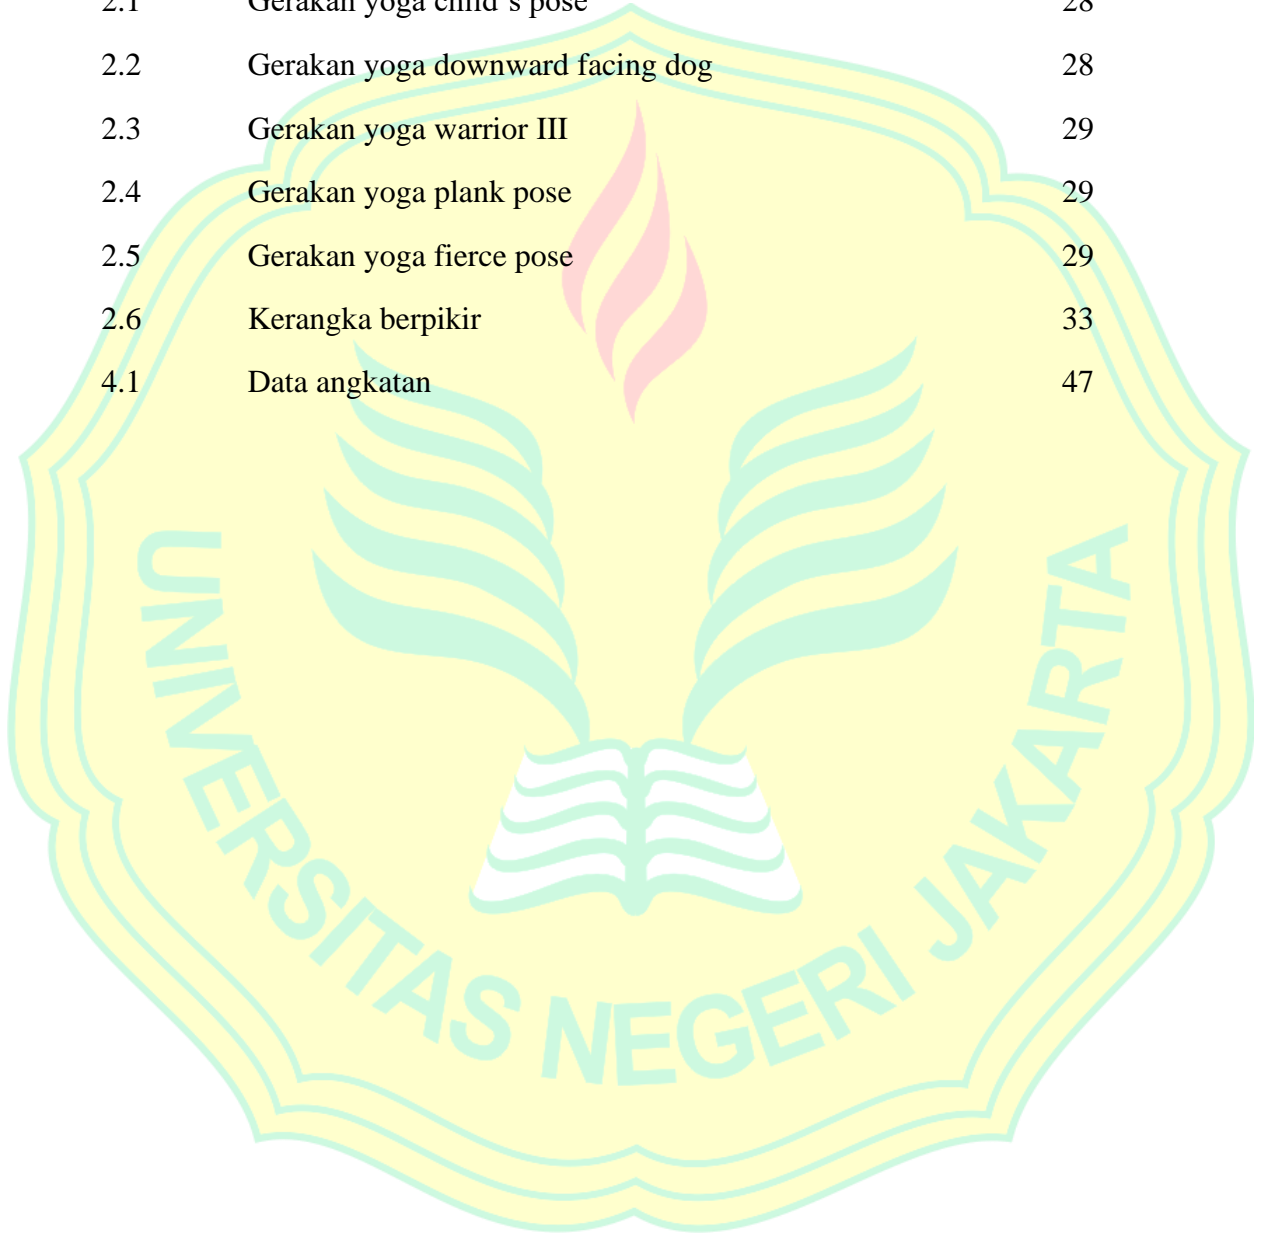 2.1 Gerakan yoga child's pose 28
2.2 Gerakan yoga downward facing dog 28
2.3 Gerakan yoga warrior III 29
2.4 Gerakan yoga plank pose 29
2.5 Gerakan yoga fierce pose 29
2.6 Kerangka berpikir 33
4.1 Data angkatan 47
UNIVERSITAS NEGERI JAKARTA